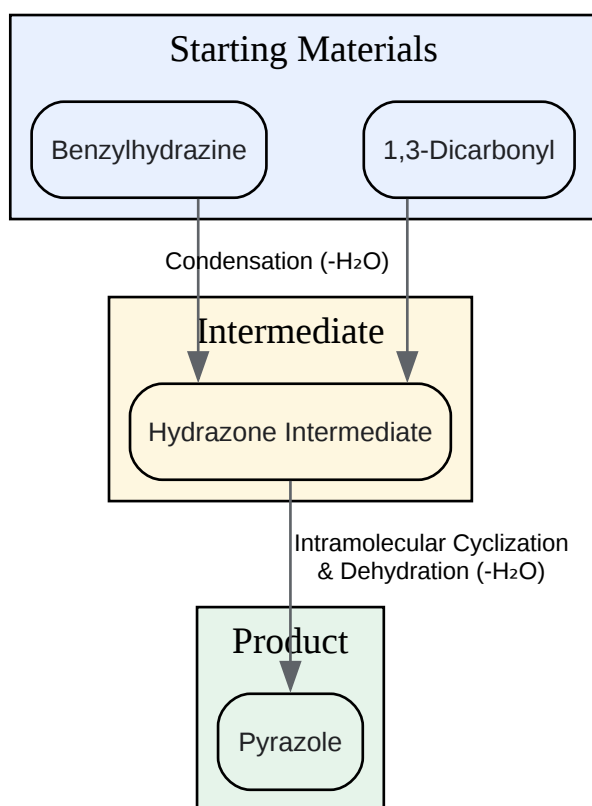 Starting Materials
Benzylhydrazine
1,3-Dicarbonyl
Condensation (-H₂O)
Intermediate
Hydrazone Intermediate
Intramolecular Cyclization
& Dehydration (-H₂O)
Product
Pyrazole